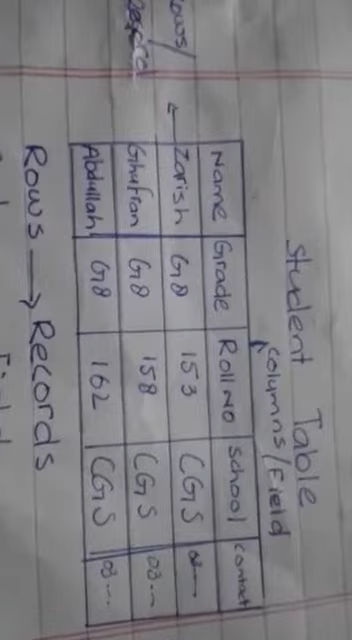 Student Table
Columns/Field
Name Grade Roll No School Contact
Zarish G8 153 CGS 03....
Ghufran G8 158 CGS 03....
Abdullah G8 162 CGS 03....
Rows → Records